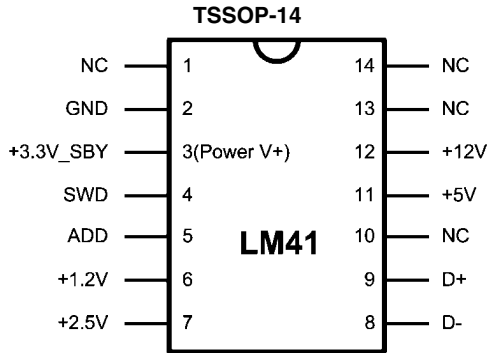 TSSOP-14
NC 1 14 NC
GND 2 13 NC
+3.3V_SBY 3(Power V+) 12 +12V
SWD 4 11 +5V
ADD 5 10 NC
LM41
+1.2V 6 9 D+
+2.5V 7 8 D-